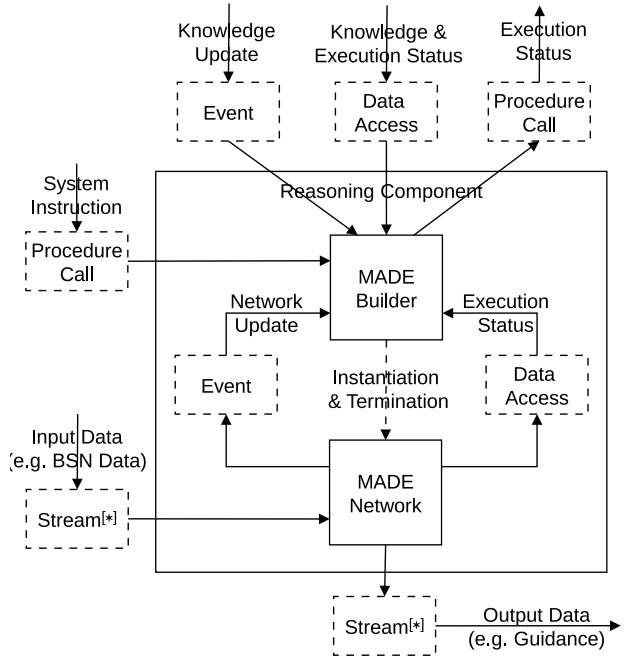 Knowledge
Update
Knowledge &
Execution Status
Execution
Status
Event
Data
Access
Procedure
Call
System
Instruction
Reasoning Component
Procedure
Call
MADE
Builder
Network
Update
Execution
Status
Event
Instantiation
& Termination
Data
Access
Input Data
(e.g. BSN Data)
MADE
Network
Stream[*]
Stream[*]
Output Data
(e.g. Guidance)